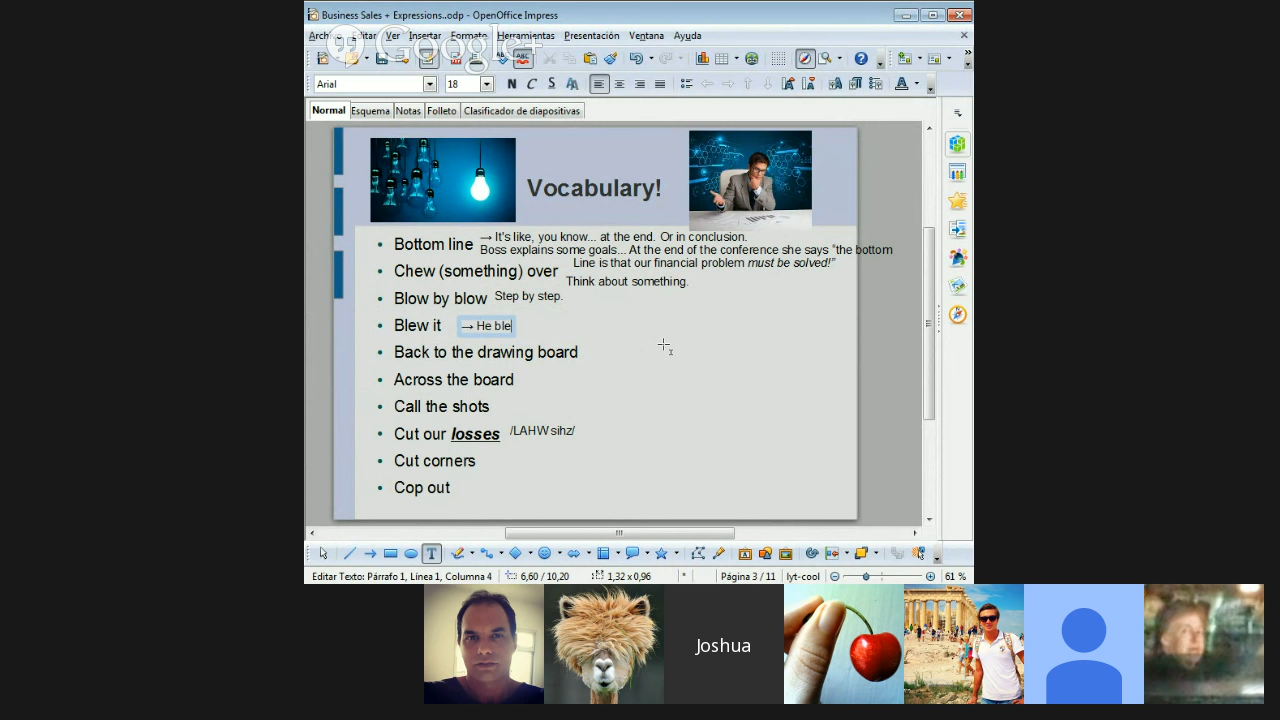 Business Sales + Expressions..odp - OpenOffice Impress
Archivo Editar Ver Insertar Formato Herramientas Presentación Ventana Ayuda
Google+
Arial 18 N C S
Normal Esquema Notas Folleto Clasificador de diapositivas
Vocabulary!
• Bottom line → It's like, you know... at the end. Or in conclusion.
Boss explains some goals... At the end of the conference she says "the bottom
Line is that our financial problem must be solved!"
• Chew (something) over Think about something.
• Blow by blow Step by step.
• Blew it → He ble
• Back to the drawing board
• Across the board
• Call the shots
• Cut our losses /LAHW sihz/
• Cut corners
• Cop out
Editar Texto: Párrafo 1, Línea 1, Columna 4 6,60 / 10,20 1,32 x 0,96 * Página 3 / 11 lyt-cool 61 %
Joshua